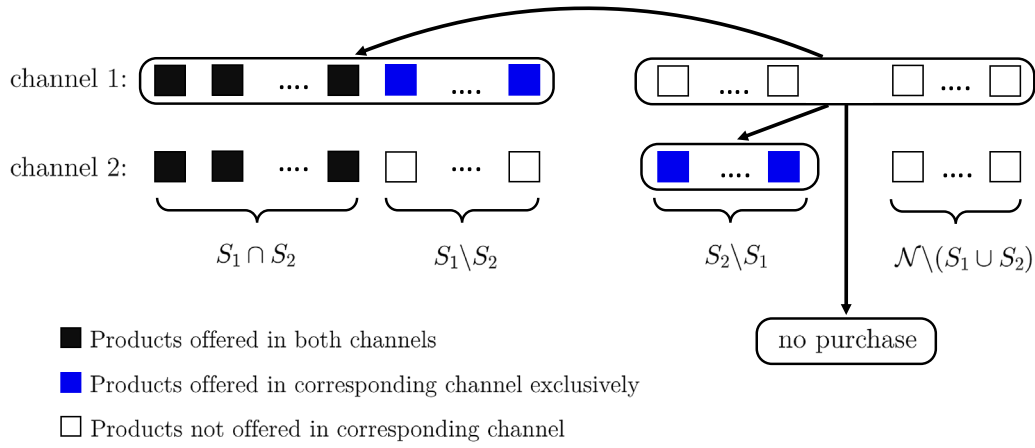 channel 1:
channel 2:
S₁ ∩ S₂
S₁\S₂
S₂\S₁
𝒩\(S₁ ∪ S₂)
no purchase
Products offered in both channels
Products offered in corresponding channel exclusively
Products not offered in corresponding channel